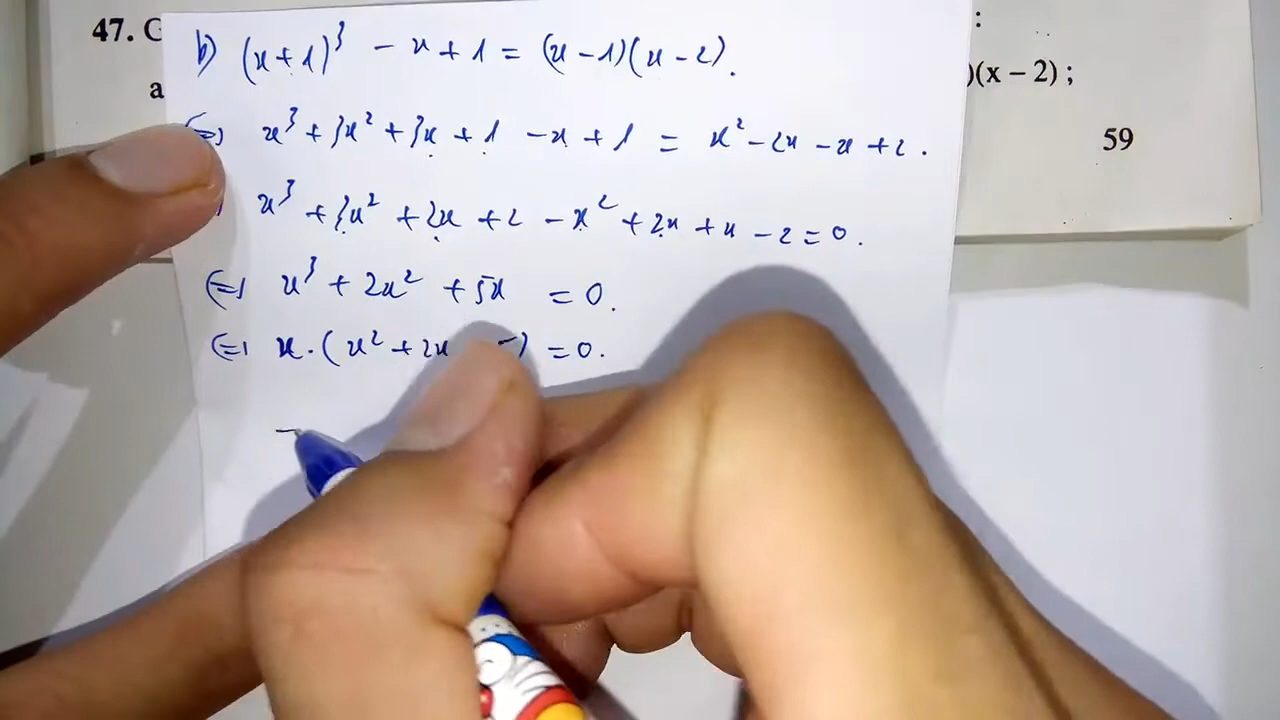 47. G
:
a
)(x – 2) ;
59
b) (x+1)³ - x + 1 = (x - 1)(x - 2).
(=) x³ + 3x² + 3x + 1 - x + 1 = x² - 2x - x + 2.
) x³ + 3x² + 2x + 2 - x² + 2x + x - 2 = 0.
(=) x³ + 2x² + 5x = 0.
(=) x.(x² + 2x ) = 0.